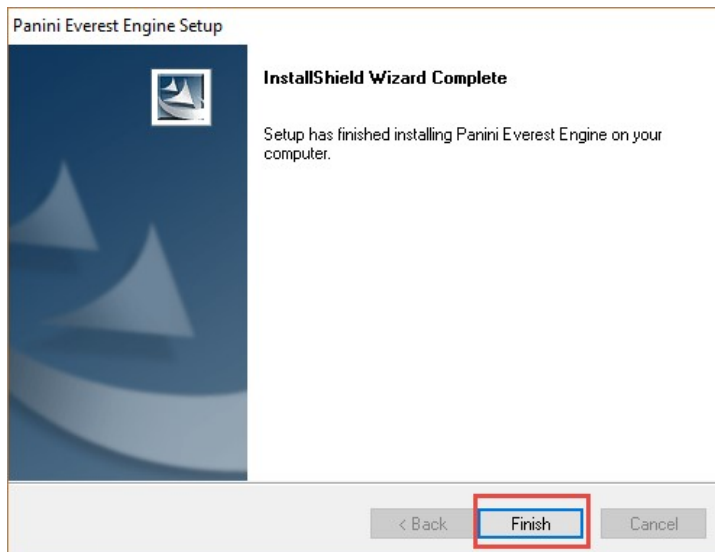 Panini Everest Engine Setup
InstallShield Wizard Complete
Setup has finished installing Panini Everest Engine on your
computer.
< Back
Finish
Cancel